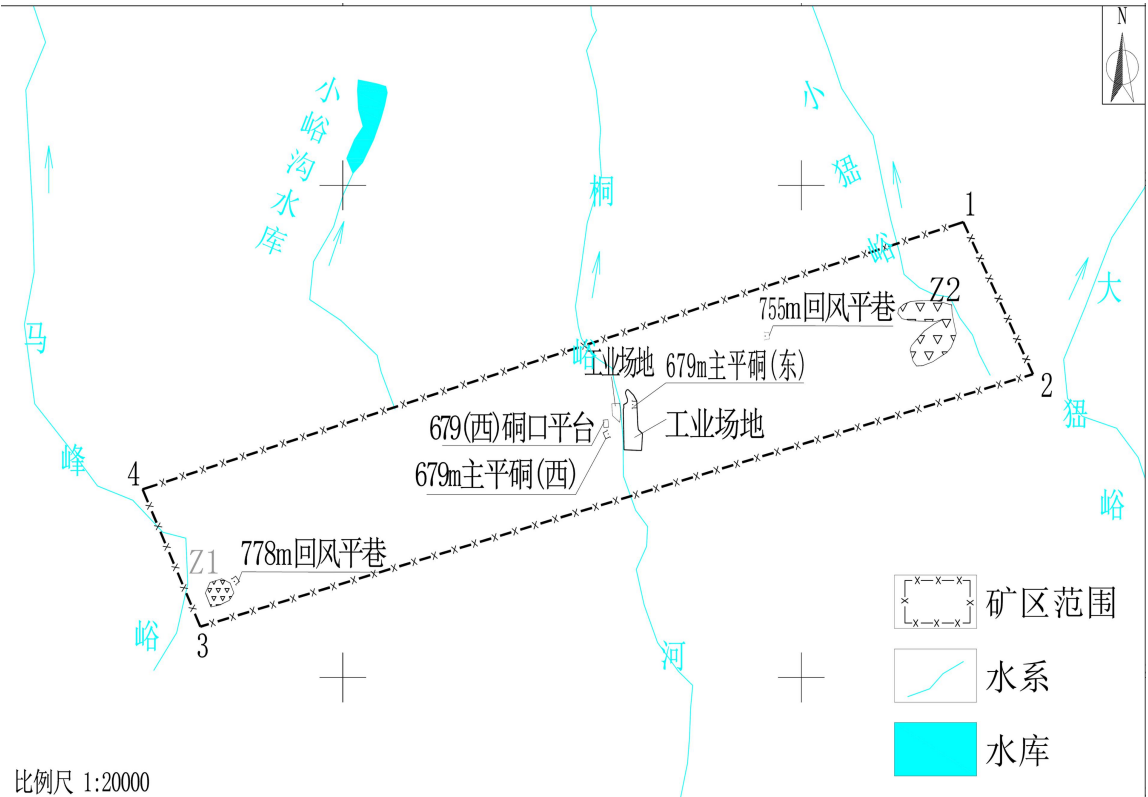 N
小峪沟水库
桐峪河
小猛峪
大猛峪
马峰峪
1
2
3
4
Z2
755m回风平巷
工业场地
679m主平硐(东)
679(西)硐口平台
工业场地
679m主平硐(西)
Z1
778m回风平巷
矿区范围
水系
水库
比例尺 1:20000